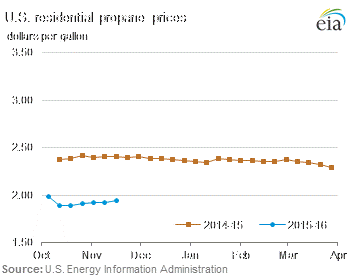 U.S. residential propane prices
dollars per gallon
eia
3.50
3.00
2.50
2.00
1.50
Oct Nov Dec Jan Feb Mar Apr
2014-15 2015-16
Source: U.S. Energy Information Administration